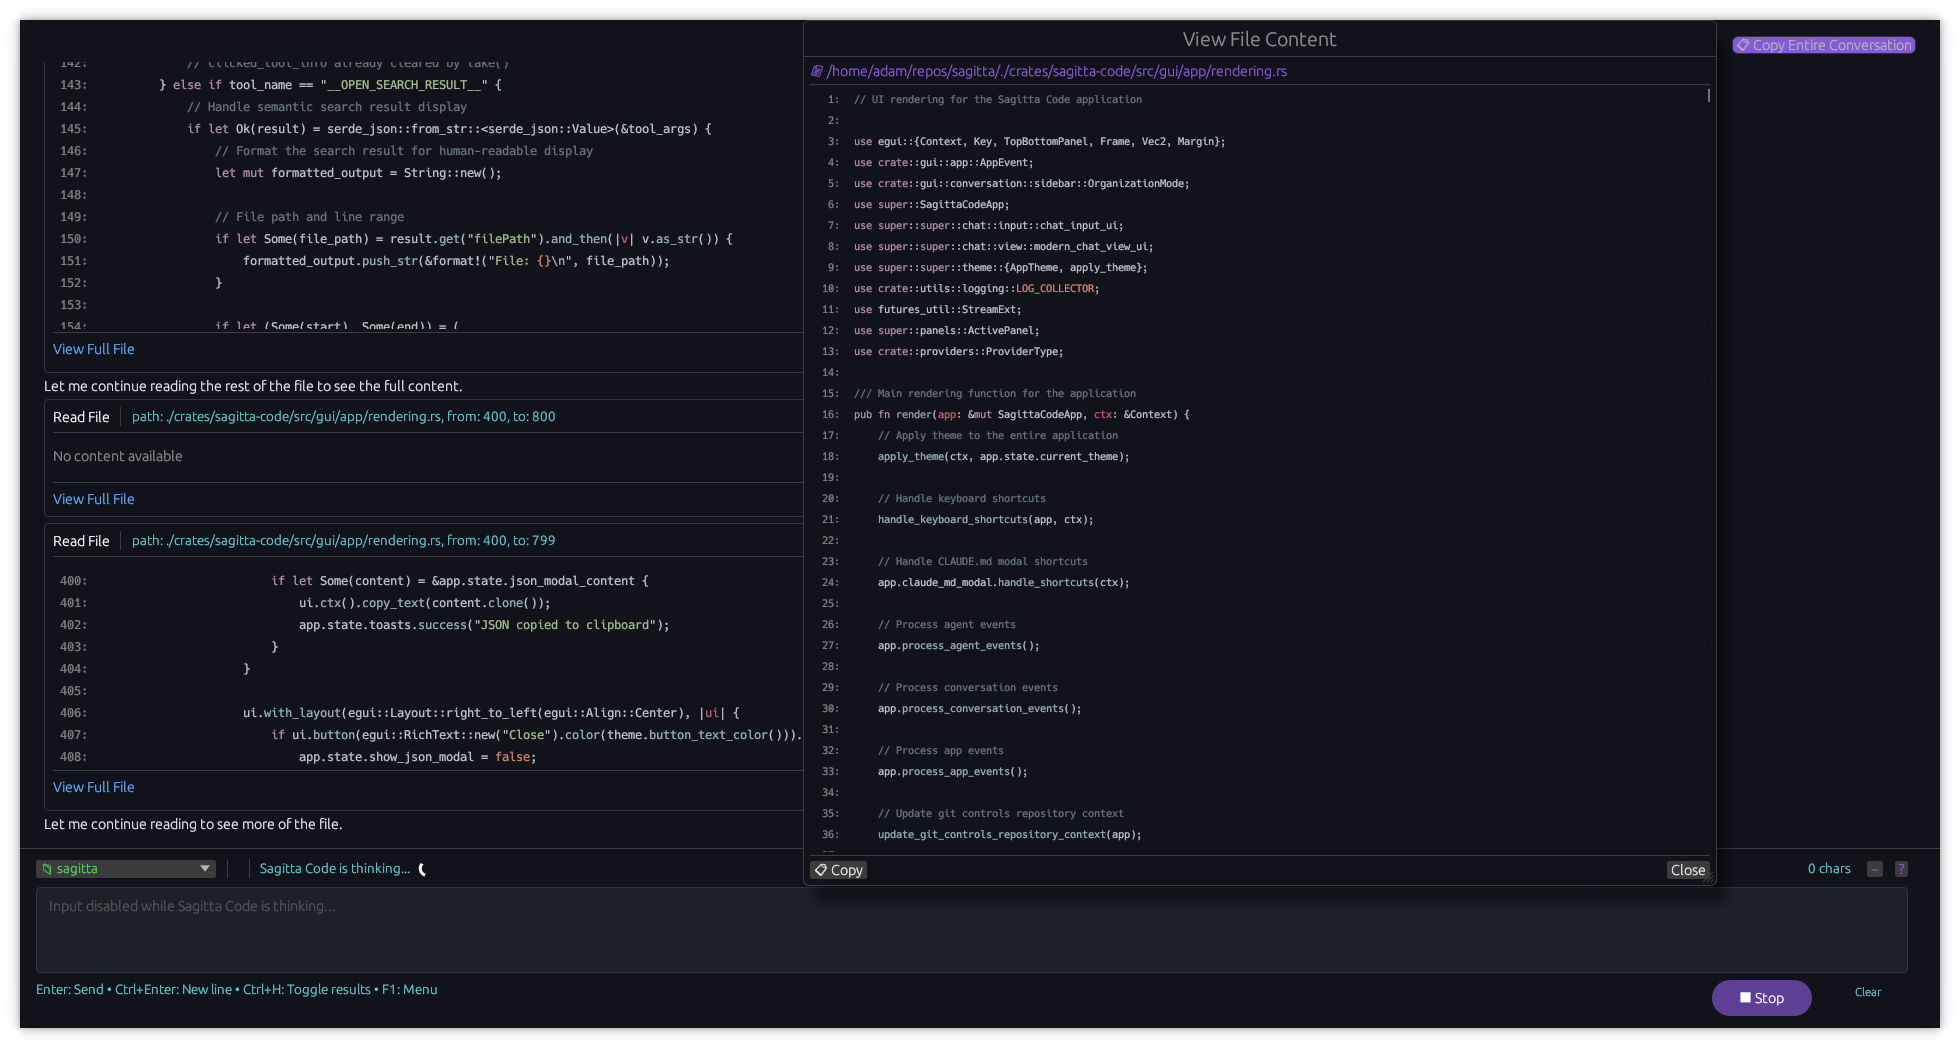 142:             // clicked_tool_info already cleared by take()
143:         } else if tool_name == "__OPEN_SEARCH_RESULT__" {
144:             // Handle semantic search result display
145:             if let Ok(result) = serde_json::from_str::<serde_json::Value>(&tool_args) {
146:                 // Format the search result for human-readable display
147:                 let mut formatted_output = String::new();
148:
149:                 // File path and line range
150:                 if let Some(file_path) = result.get("filePath").and_then(|v| v.as_str()) {
151:                     formatted_output.push_str(&format!("File: {}\n", file_path));
152:                 }
153:
154:                 if let (Some(start), Some(end)) = (
View Full File
Let me continue reading the rest of the file to see the full content.
Read File path: ./crates/sagitta-code/src/gui/app/rendering.rs, from: 400, to: 800
No content available
View Full File
Read File path: ./crates/sagitta-code/src/gui/app/rendering.rs, from: 400, to: 799
400:                         if let Some(content) = &app.state.json_modal_content {
401:                             ui.ctx().copy_text(content.clone());
402:                             app.state.toasts.success("JSON copied to clipboard");
403:                         }
404:                     }
405:
406:                     ui.with_layout(egui::Layout::right_to_left(egui::Align::Center), |ui| {
407:                         if ui.button(egui::RichText::new("Close").color(theme.button_text_color())).
408:                             app.state.show_json_modal = false;
View Full File
Let me continue reading to see more of the file.
View File Content
/home/adam/repos/sagitta/./crates/sagitta-code/src/gui/app/rendering.rs
1: // UI rendering for the Sagitta Code application
2:
3: use egui::{Context, Key, TopBottomPanel, Frame, Vec2, Margin};
4: use crate::gui::app::AppEvent;
5: use crate::gui::conversation::sidebar::OrganizationMode;
6: use super::SagittaCodeApp;
7: use super::super::chat::input::chat_input_ui;
8: use super::super::chat::view::modern_chat_view_ui;
9: use super::super::theme::{AppTheme, apply_theme};
10: use crate::utils::logging::LOG_COLLECTOR;
11: use futures_util::StreamExt;
12: use super::panels::ActivePanel;
13: use crate::providers::ProviderType;
14:
15: /// Main rendering function for the application
16: pub fn render(app: &mut SagittaCodeApp, ctx: &Context) {
17:     // Apply theme to the entire application
18:     apply_theme(ctx, app.state.current_theme);
19:
20:     // Handle keyboard shortcuts
21:     handle_keyboard_shortcuts(app, ctx);
22:
23:     // Handle CLAUDE.md modal shortcuts
24:     app.claude_md_modal.handle_shortcuts(ctx);
25:
26:     // Process agent events
27:     app.process_agent_events();
28:
29:     // Process conversation events
30:     app.process_conversation_events();
31:
32:     // Process app events
33:     app.process_app_events();
34:
35:     // Update git controls repository context
36:     update_git_controls_repository_context(app);
Copy Close
Copy Entire Conversation
sagitta Sagitta Code is thinking... 0 chars − ?
Input disabled while Sagitta Code is thinking...
Enter: Send • Ctrl+Enter: New line • Ctrl+H: Toggle results • F1: Menu
Stop Clear